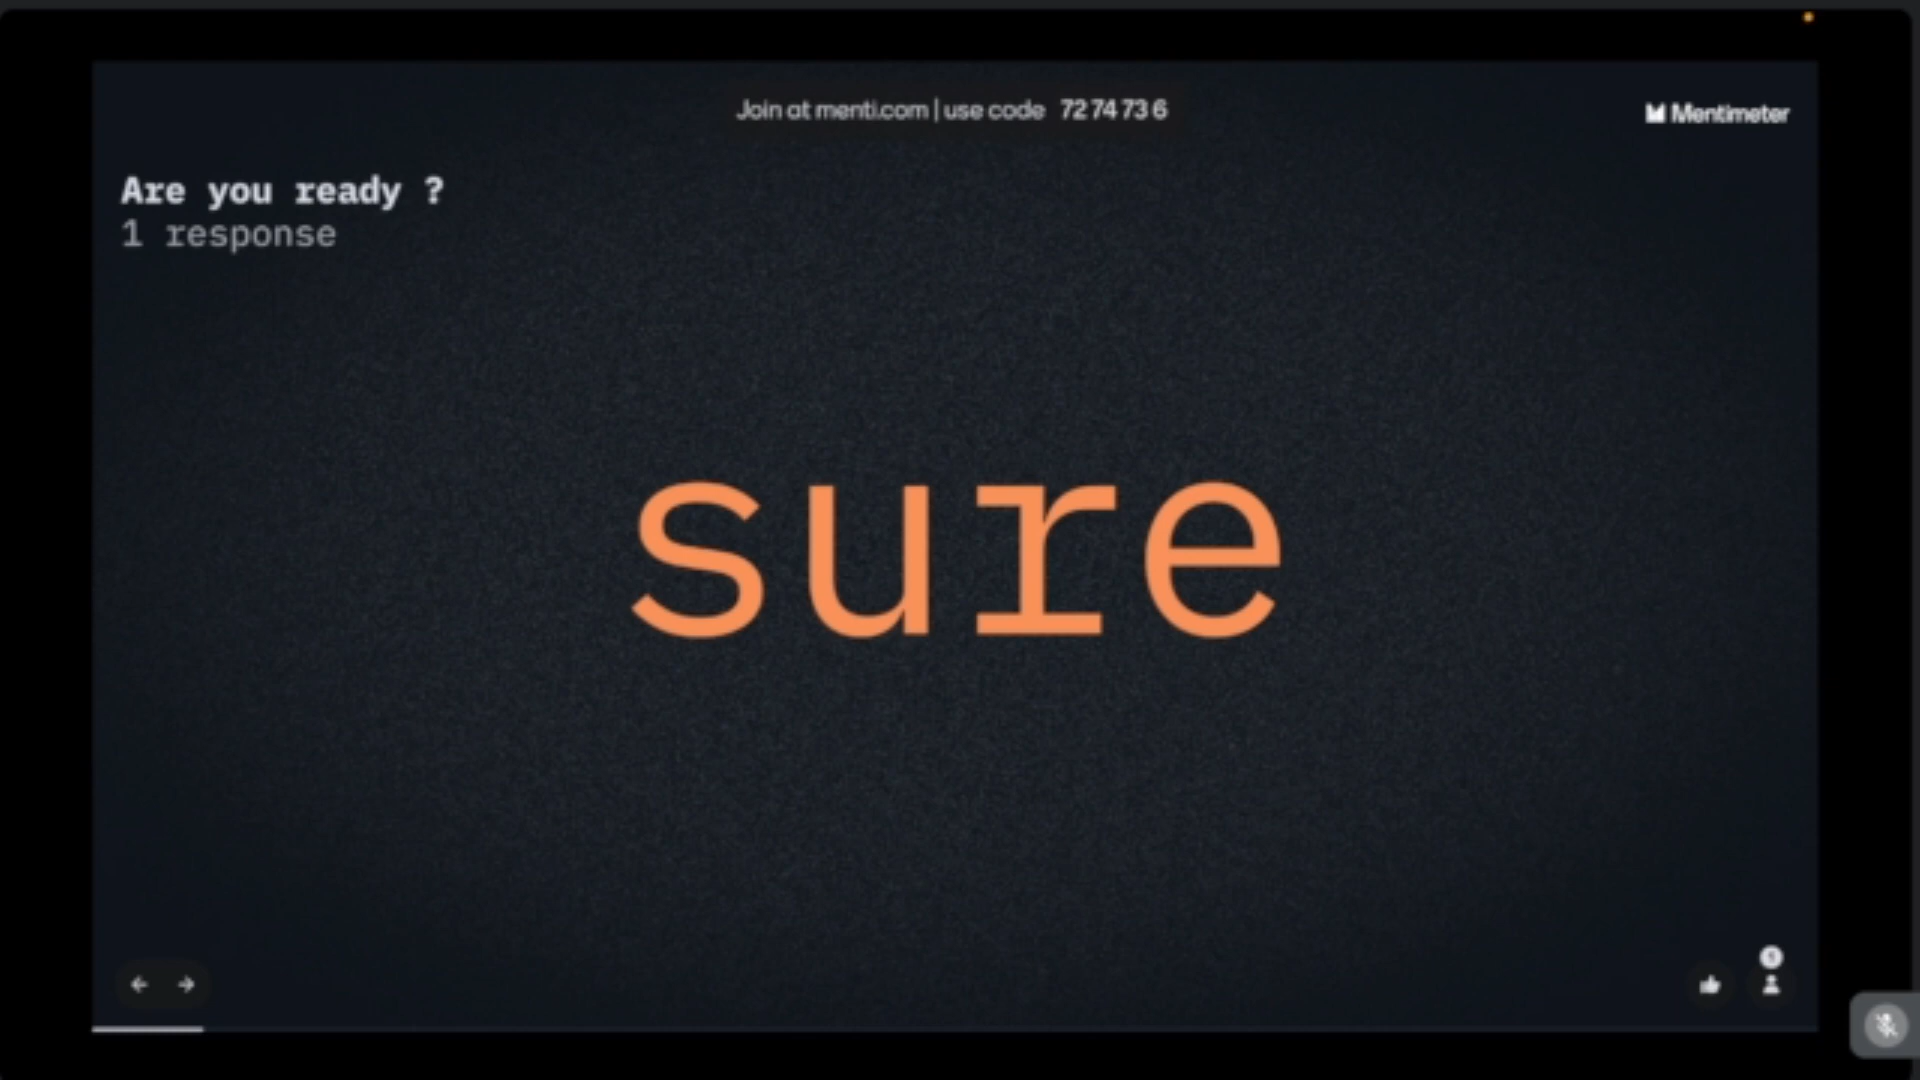 Join at menti.com | use code 72 74 73 6
Mentimeter
Are you ready ?
1 response
sure